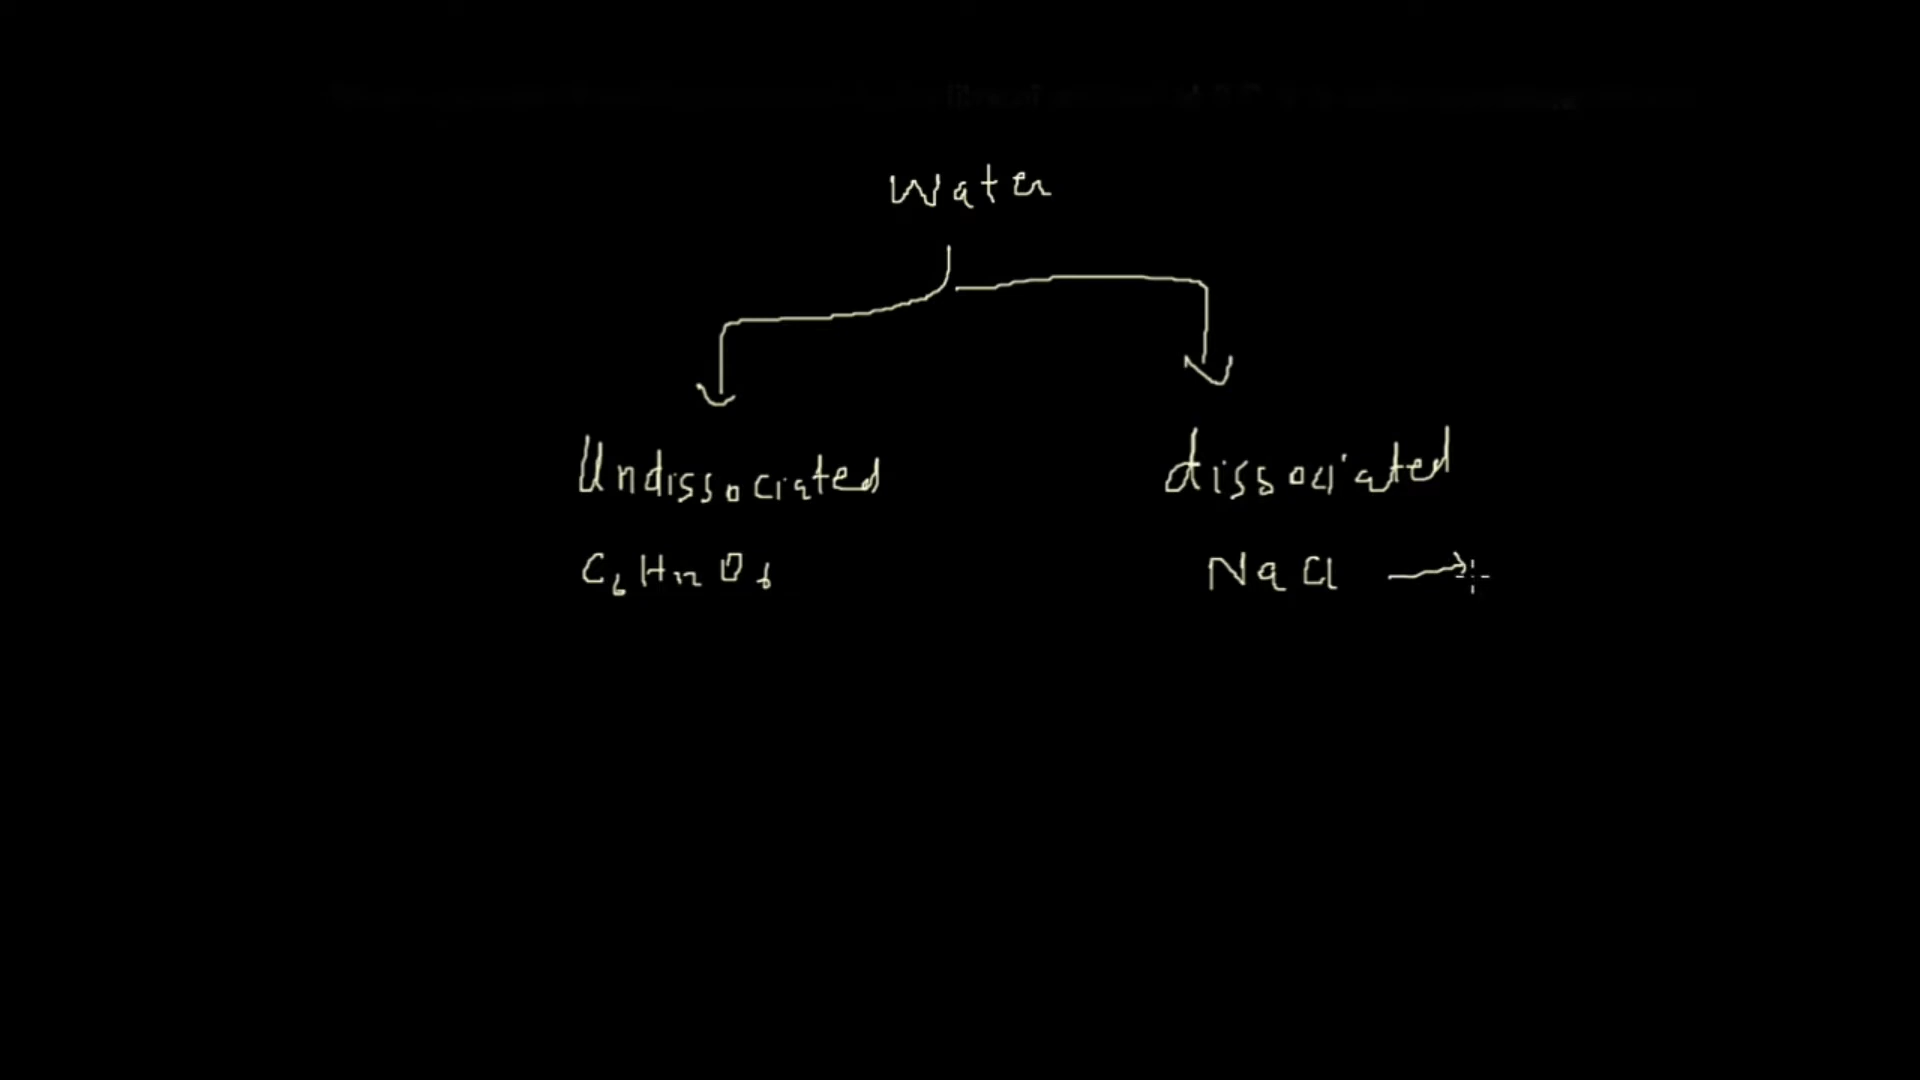 Water
Undissociated dissociated
C₆H₁₂O₆ NaCl →